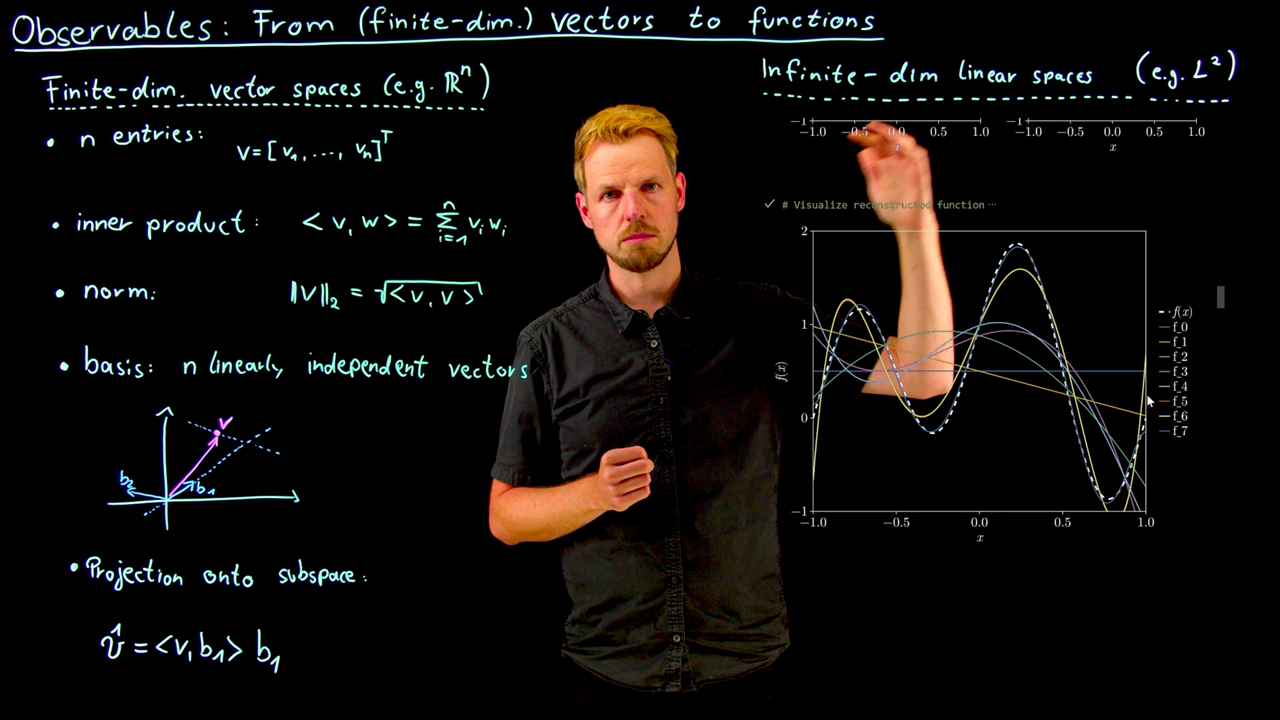 Observables: From (finite-dim.) vectors to functions
Finite-dim. vector spaces (e.g. ℝⁿ)
• n entries: v = [v₁, ..., vₙ]ᵀ
• inner product: <v, w> = Σᵢ₌₁ⁿ vᵢ wᵢ
• norm: ‖v‖₂ = √<v, v>
• basis: n linearly independent vectors
v
b₂
b₁
• Projection onto subspace:
v̂ = <v, b₁> b₁
Infinite-dim linear spaces (e.g. L²)
−1
−1.0 −0.5 0.0 0.5 1.0
x
−1
−1.0 −0.5 0.0 0.5 1.0
x
✓ # Visualize reconstructed function ···
2
1
0
−1
f(x)
−1.0 −0.5 0.0 0.5 1.0
x
f(x)
f_0
f_1
f_2
f_3
f_4
f_5
f_6
f_7